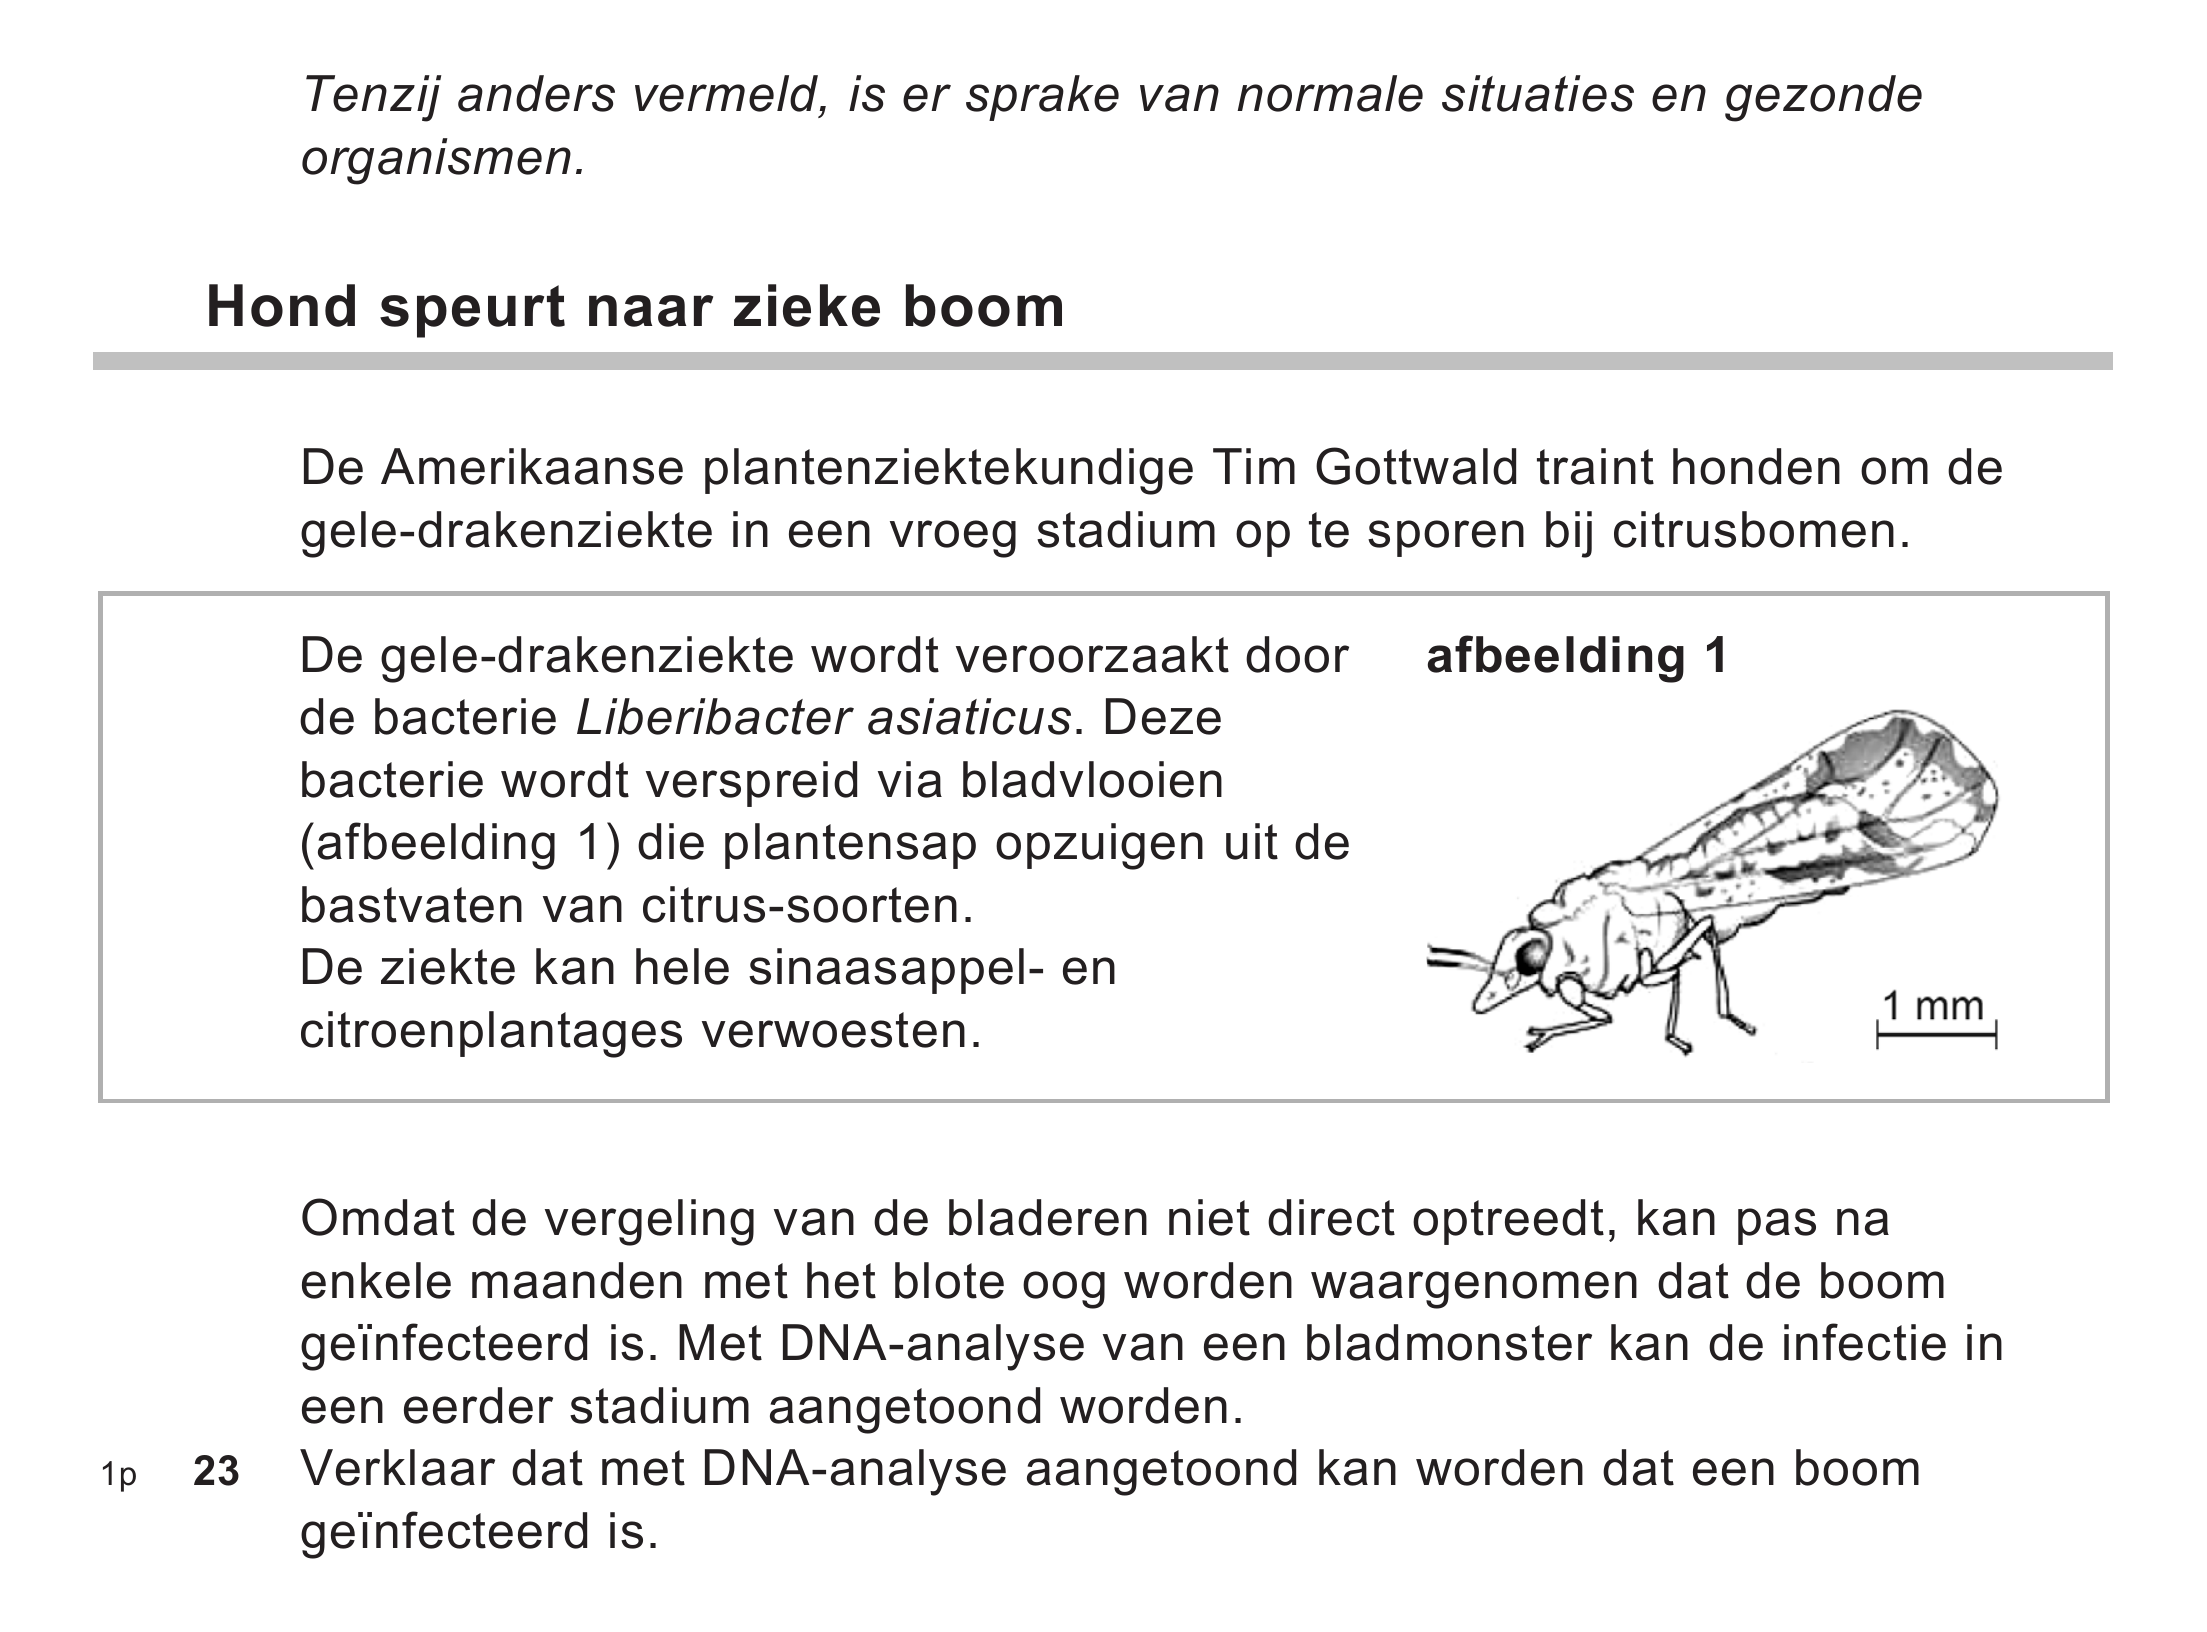 Tenzij anders vermeld, is er sprake van normale situaties en gezonde
organismen.
Hond speurt naar zieke boom
De Amerikaanse plantenziektekundige Tim Gottwald traint honden om de
gele-drakenziekte in een vroeg stadium op te sporen bij citrusbomen.
De gele-drakenziekte wordt veroorzaakt door
de bacterie Liberibacter asiaticus. Deze
bacterie wordt verspreid via bladvlooien
(afbeelding 1) die plantensap opzuigen uit de
bastvaten van citrus-soorten.
De ziekte kan hele sinaasappel- en
citroenplantages verwoesten.
afbeelding 1
1 mm
Omdat de vergeling van de bladeren niet direct optreedt, kan pas na
enkele maanden met het blote oog worden waargenomen dat de boom
geïnfecteerd is. Met DNA-analyse van een bladmonster kan de infectie in
een eerder stadium aangetoond worden.
1p 23 Verklaar dat met DNA-analyse aangetoond kan worden dat een boom
geïnfecteerd is.